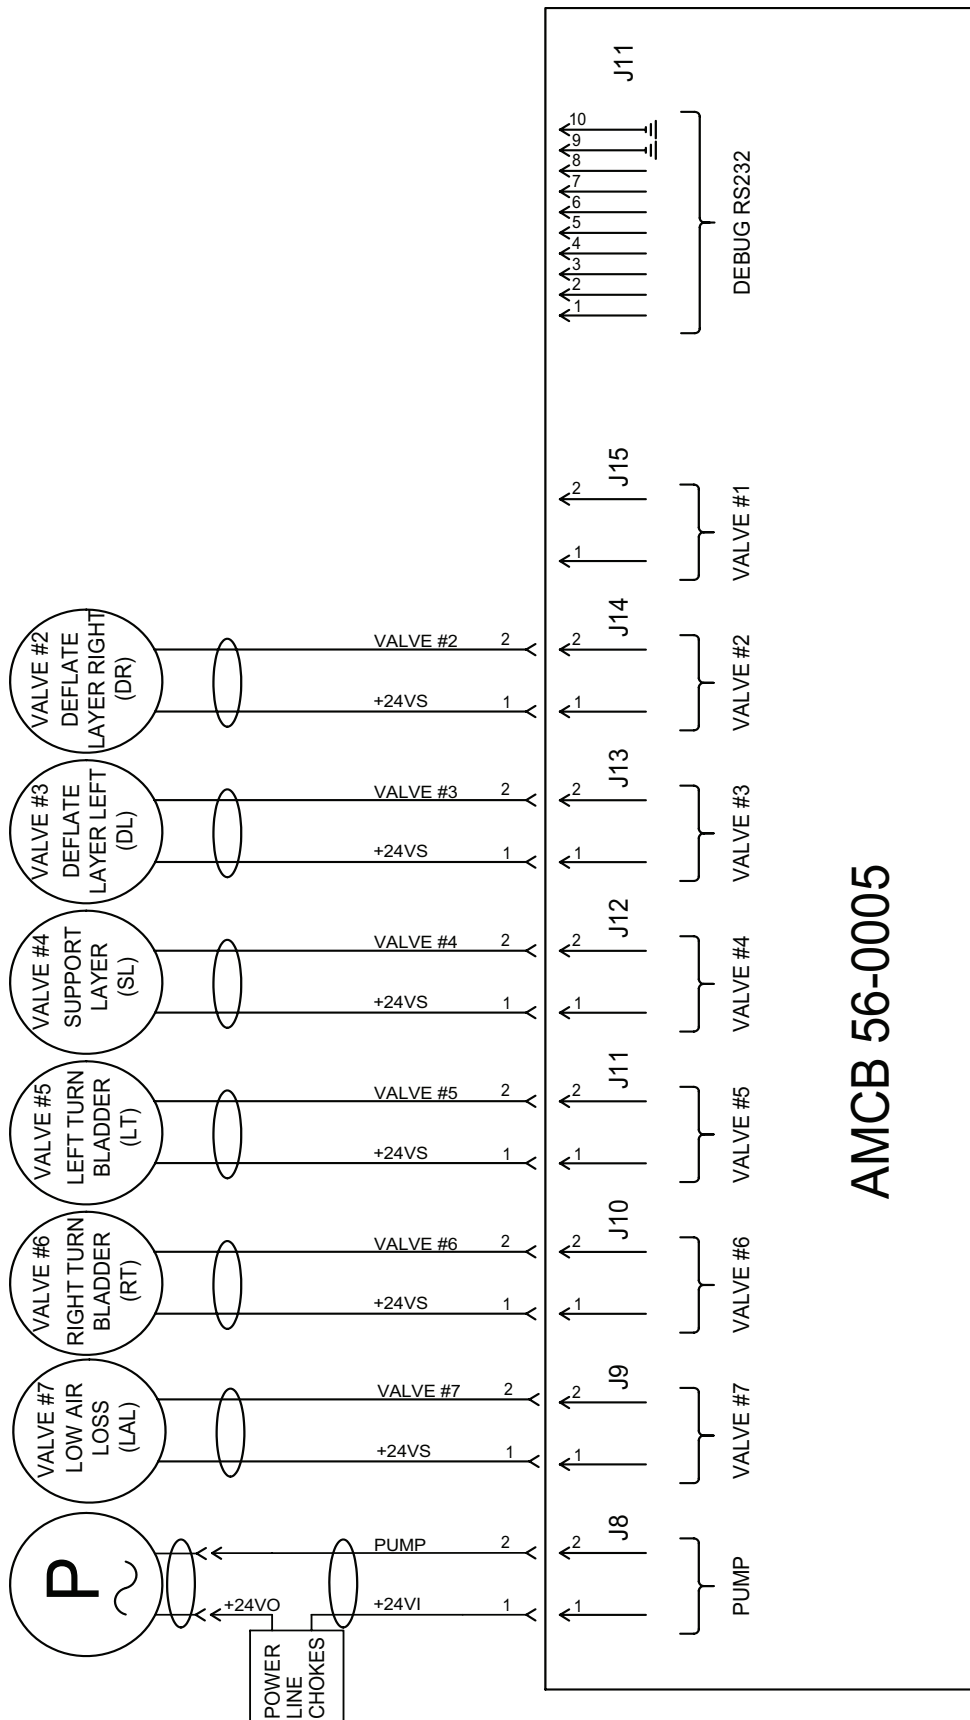 J11
10
9
8
7
6
5
4
3
2
1
DEBUG RS232
2
1
J15
VALVE #1
VALVE #2
DEFLATE
LAYER RIGHT
(DR)
VALVE #2
+24VS
2
1
2
1
J14
VALVE #2
VALVE #3
DEFLATE
LAYER LEFT
(DL)
VALVE #3
+24VS
2
1
2
1
J13
VALVE #3
VALVE #4
SUPPORT
LAYER
(SL)
VALVE #4
+24VS
2
1
2
1
J12
VALVE #4
VALVE #5
LEFT TURN
BLADDER
(LT)
VALVE #5
+24VS
2
1
2
1
J11
VALVE #5
VALVE #6
RIGHT TURN
BLADDER
(RT)
VALVE #6
+24VS
2
1
2
1
J10
VALVE #6
VALVE #7
LOW AIR
LOSS
(LAL)
VALVE #7
+24VS
2
1
2
1
J9
VALVE #7
P
PUMP
+24VO
+24VI
2
1
2
1
J8
PUMP
POWER
LINE
CHOKES
AMCB 56-0005